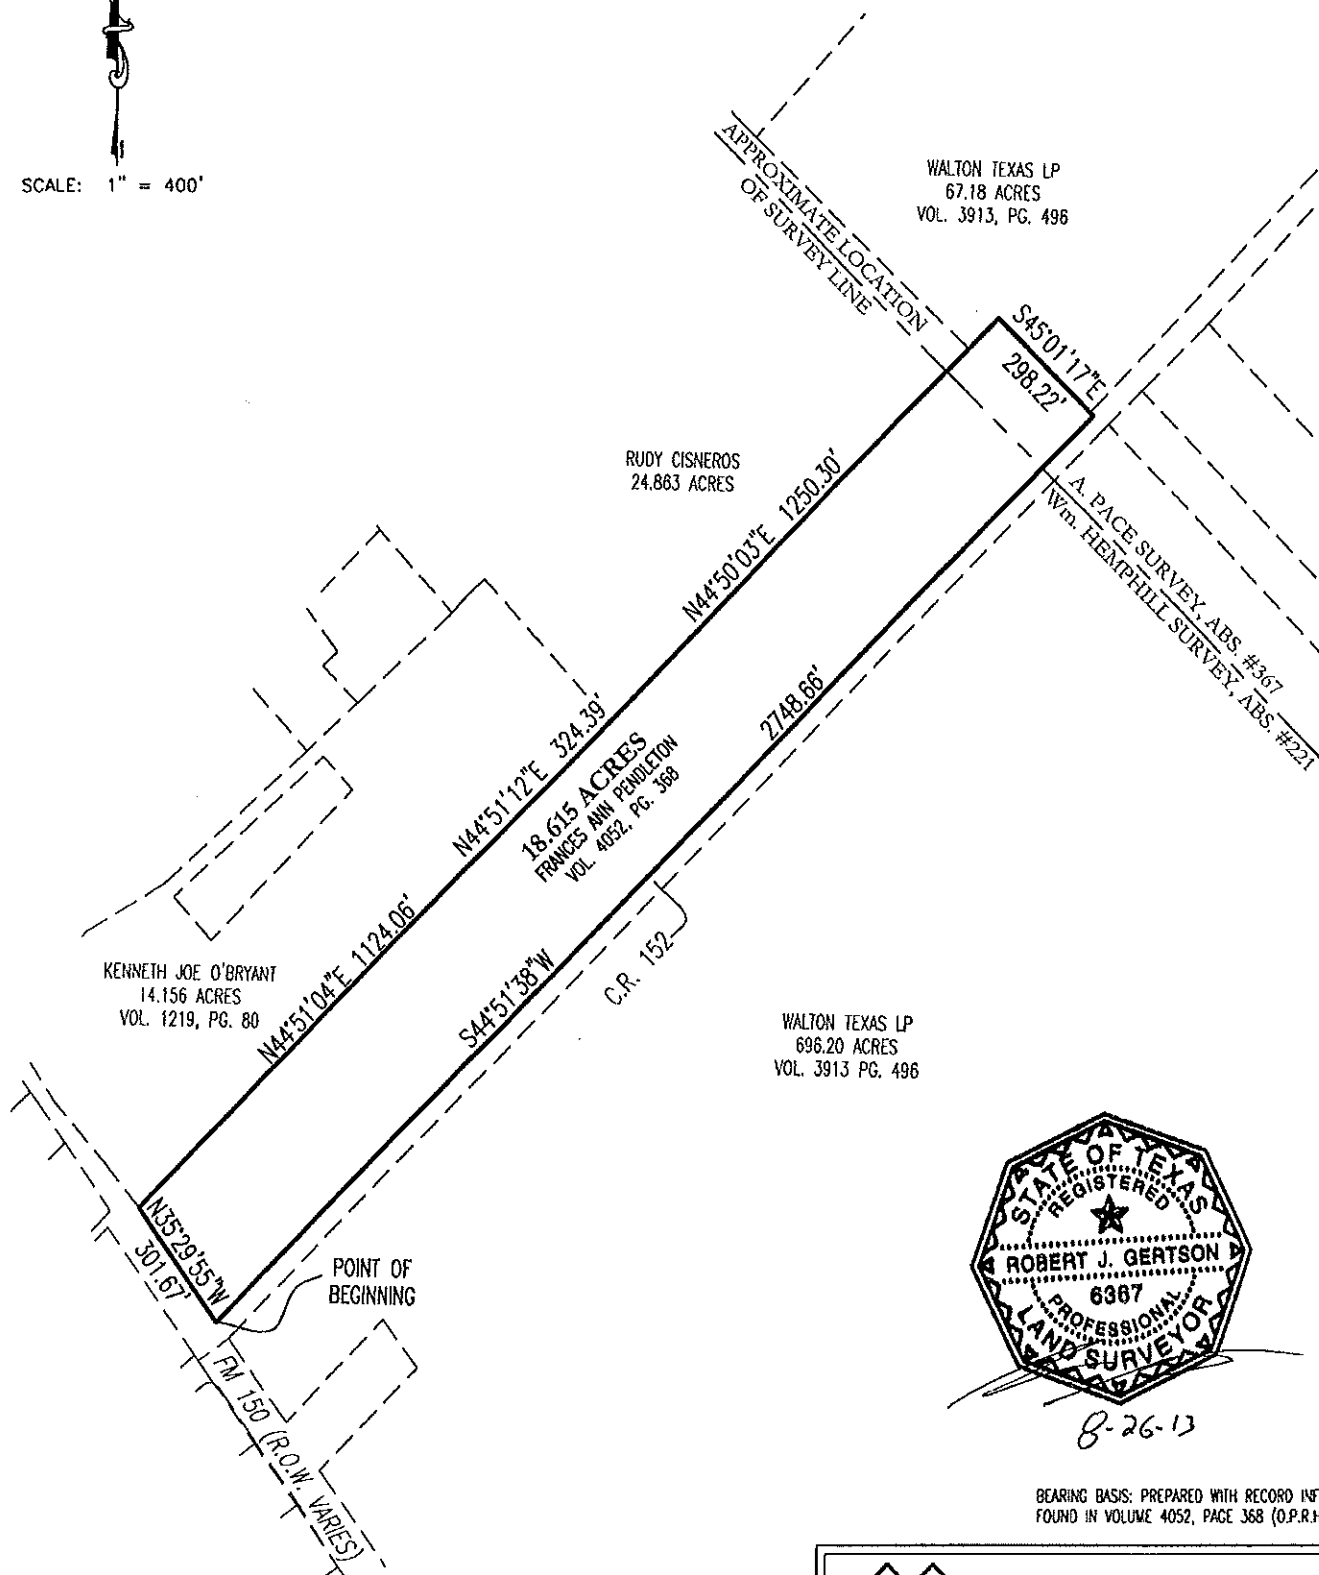 SCALE: 1" = 400'
WALTON TEXAS LP
67.18 ACRES
VOL. 3913, PG. 496
APPROXIMATE LOCATION
OF SURVEY LINE
S45°01'17"E
298.22'
RUDY CISNEROS
24.863 ACRES
N44°50'03"E 1250.30'
A. PACE SURVEY, ABS. #367
Wm. HEMPHILL SURVEY, ABS. #221
2748.66'
N44°51'12"E 324.39'
18.615 ACRES
FRANCES ANN PENDLETON
VOL. 4052, PG. 368
N44°51'04"E 1124.06'
KENNETH JOE O'BRYANT
14.156 ACRES
VOL. 1219, PG. 80
S44°51'38"W
C.R. 152
WALTON TEXAS LP
696.20 ACRES
VOL. 3913 PG. 496
N35°29'55"W
301.67'
POINT OF
BEGINNING
FM 150 (R.O.W. VARIES)
STATE OF TEXAS
REGISTERED
ROBERT J. GERTSON
6367
PROFESSIONAL
LAND SURVEYOR
8-26-13
BEARING BASIS: PREPARED WITH RECORD INF
FOUND IN VOLUME 4052, PAGE 368 (O.P.R.H